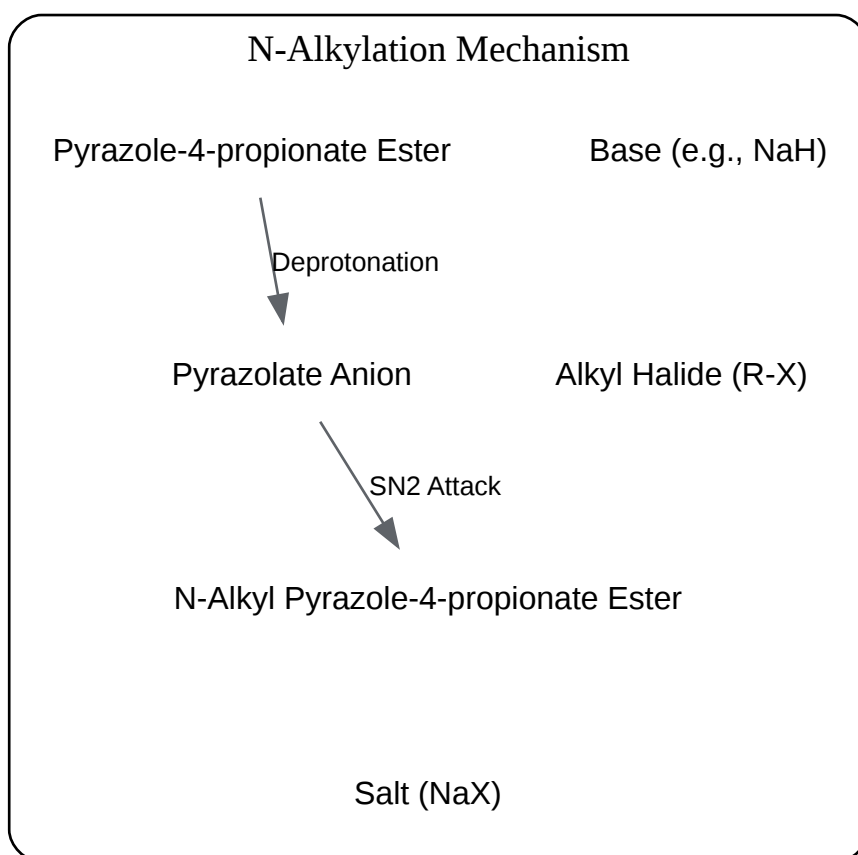 N-Alkylation Mechanism
Pyrazole-4-propionate Ester
Base (e.g., NaH)
Deprotonation
Pyrazolate Anion
Alkyl Halide (R-X)
SN2 Attack
N-Alkyl Pyrazole-4-propionate Ester
Salt (NaX)